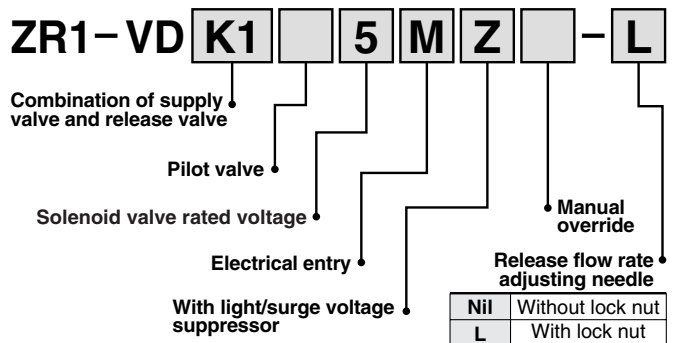 ZR1-VD K1 5 M Z - L
Combination of supply
valve and release valve
Pilot valve
Solenoid valve rated voltage
Electrical entry
With light/surge voltage
suppressor
Manual
override
Release flow rate
adjusting needle
Nil Without lock nut
L With lock nut